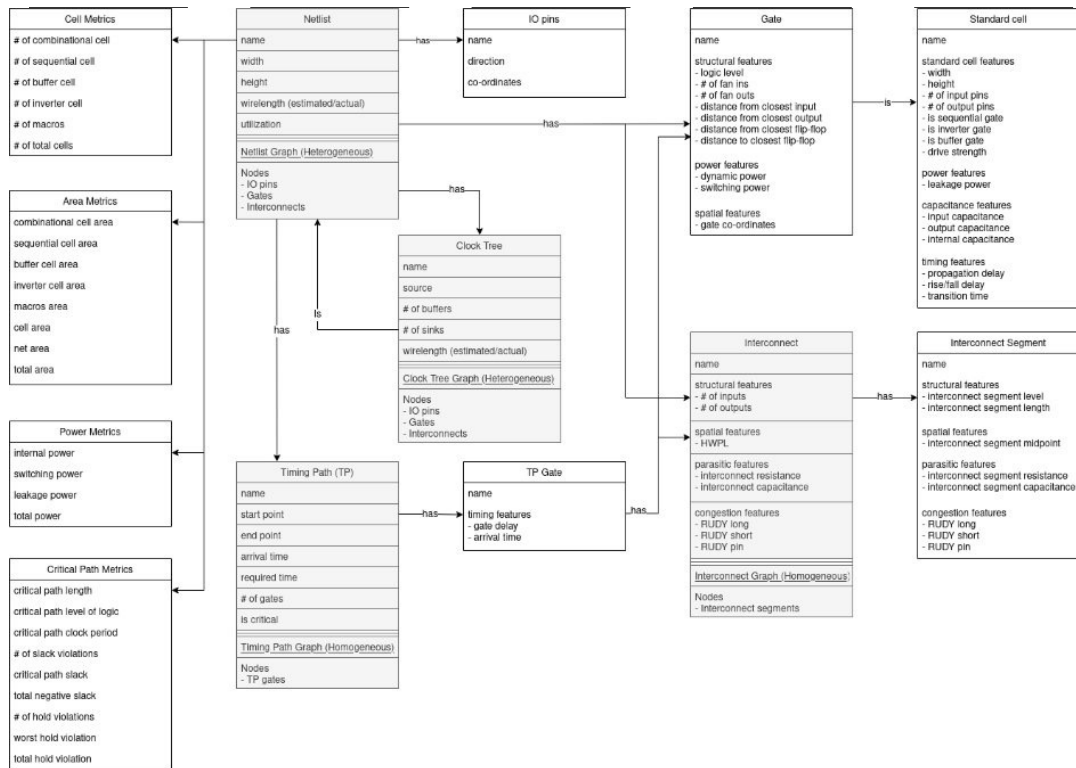 Cell Metrics
# of combinational cell
# of sequential cell
# of buffer cell
# of inverter cell
# of macros
# of total cells
Area Metrics
combinational cell area
sequential cell area
buffer cell area
inverter cell area
macros area
cell area
net area
total area
Power Metrics
internal power
switching power
leakage power
total power
Critical Path Metrics
critical path length
critical path level of logic
critical path clock period
# of slack violations
critical path slack
total negative slack
# of hold violations
worst hold violation
total hold violation
Netlist
name
width
height
wirelength (estimated/actual)
utilization
Netlist Graph (Heterogeneous)
Nodes
- IO pins
- Gates
- Interconnects
has
IO pins
name
direction
co-ordinates
has
has
Clock Tree
name
source
# of buffers
# of sinks
wirelength (estimated/actual)
Clock Tree Graph (Heterogeneous)
Nodes
- IO pins
- Gates
- Interconnects
Is
has
Timing Path (TP)
name
start point
end point
arrival time
required time
# of gates
is critical
Timing Path Graph (Homogeneous)
Nodes
- TP gates
has
TP Gate
name
timing features
- gate delay
- arrival time
has
Gate
name
structural features
- logic level
- # of fan ins
- # of fan outs
- distance from closest input
- distance from closest output
- distance from closest flip-flop
- distance to closest flip-flop
power features
- dynamic power
- switching power
spatial features
- gate co-ordinates
is
Standard cell
name
standard cell features
- width
- height
- # of input pins
- # of output pins
- is sequential gate
- is inverter gate
- is buffer gate
- drive strength
power features
- leakage power
capacitance features
- input capacitance
- output capacitance
- internal capacitance
timing features
- propagation delay
- rise/fall delay
- transition time
Interconnect
name
structural features
- # of inputs
- # of outputs
spatial features
- HWPL
parasitic features
- interconnect resistance
- interconnect capacitance
congestion features
- RUDY long
- RUDY short
- RUDY pin
Interconnect Graph (Homogeneous)
Nodes
- Interconnect segments
has
Interconnect Segment
name
structural features
- interconnect segment level
- interconnect segment length
spatial features
- interconnect segment midpoint
parasitic features
- interconnect segment resistance
- interconnect segment capacitance
congestion features
- RUDY long
- RUDY short
- RUDY pin